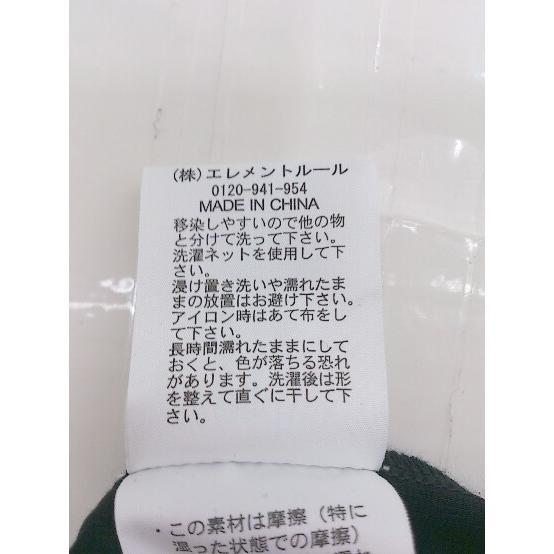 (株)エレメントルール
0120-941-954
MADE IN CHINA
移染しやすいので他の物
と分けて洗って下さい。
洗濯ネットを使用して下
さい。
浸け置き洗いや濡れたま
まの放置はお避け下さい。
アイロン時はあて布をし
て下さい。
長時間濡れたままにして
おくと、色が落ちる恐れ
があります。洗濯後は形
を整えて直ぐに干して下
さい。
・この素材は摩擦（特に
湿った状態での摩擦）